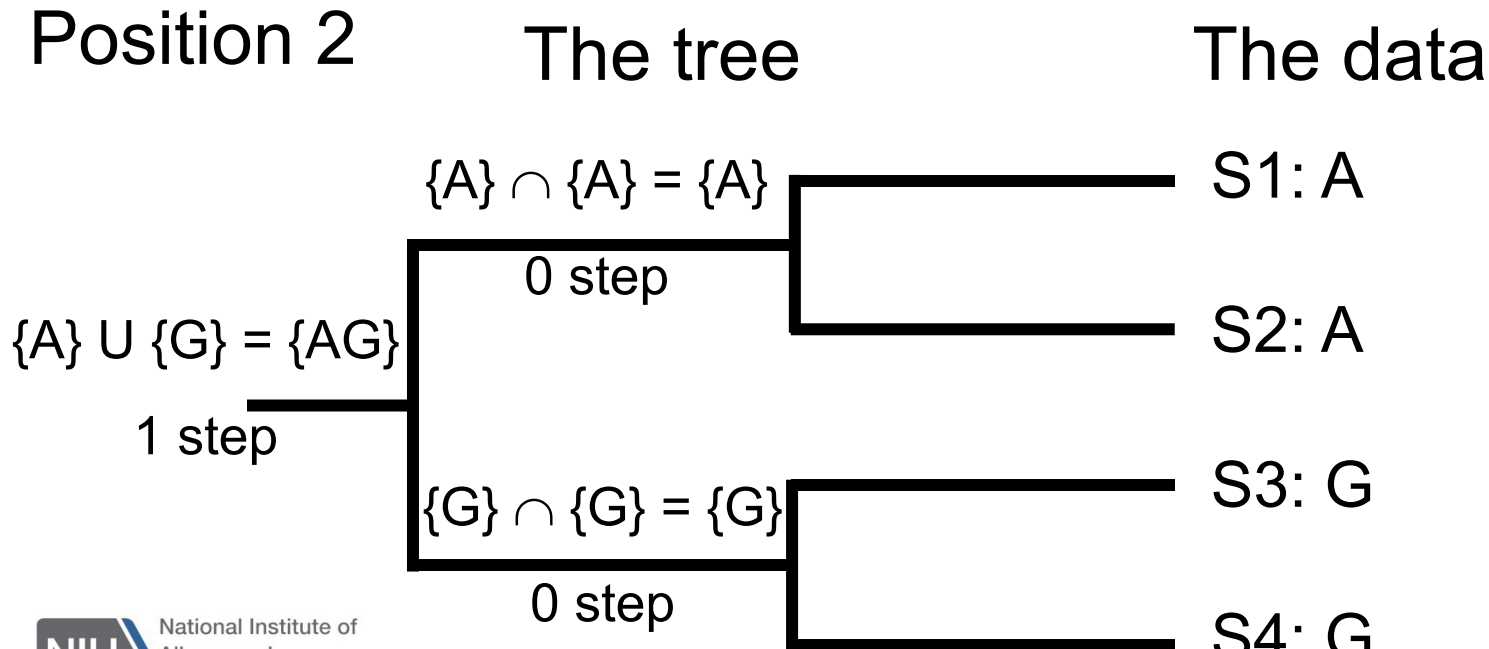 Position 2
The tree
The data
{A} ∩ {A} = {A}
S1: A
0 step
S2: A
{A} U {G} = {AG}
1 step
{G} ∩ {G} = {G}
S3: G
0 step
S4: G
NIH
National Institute of